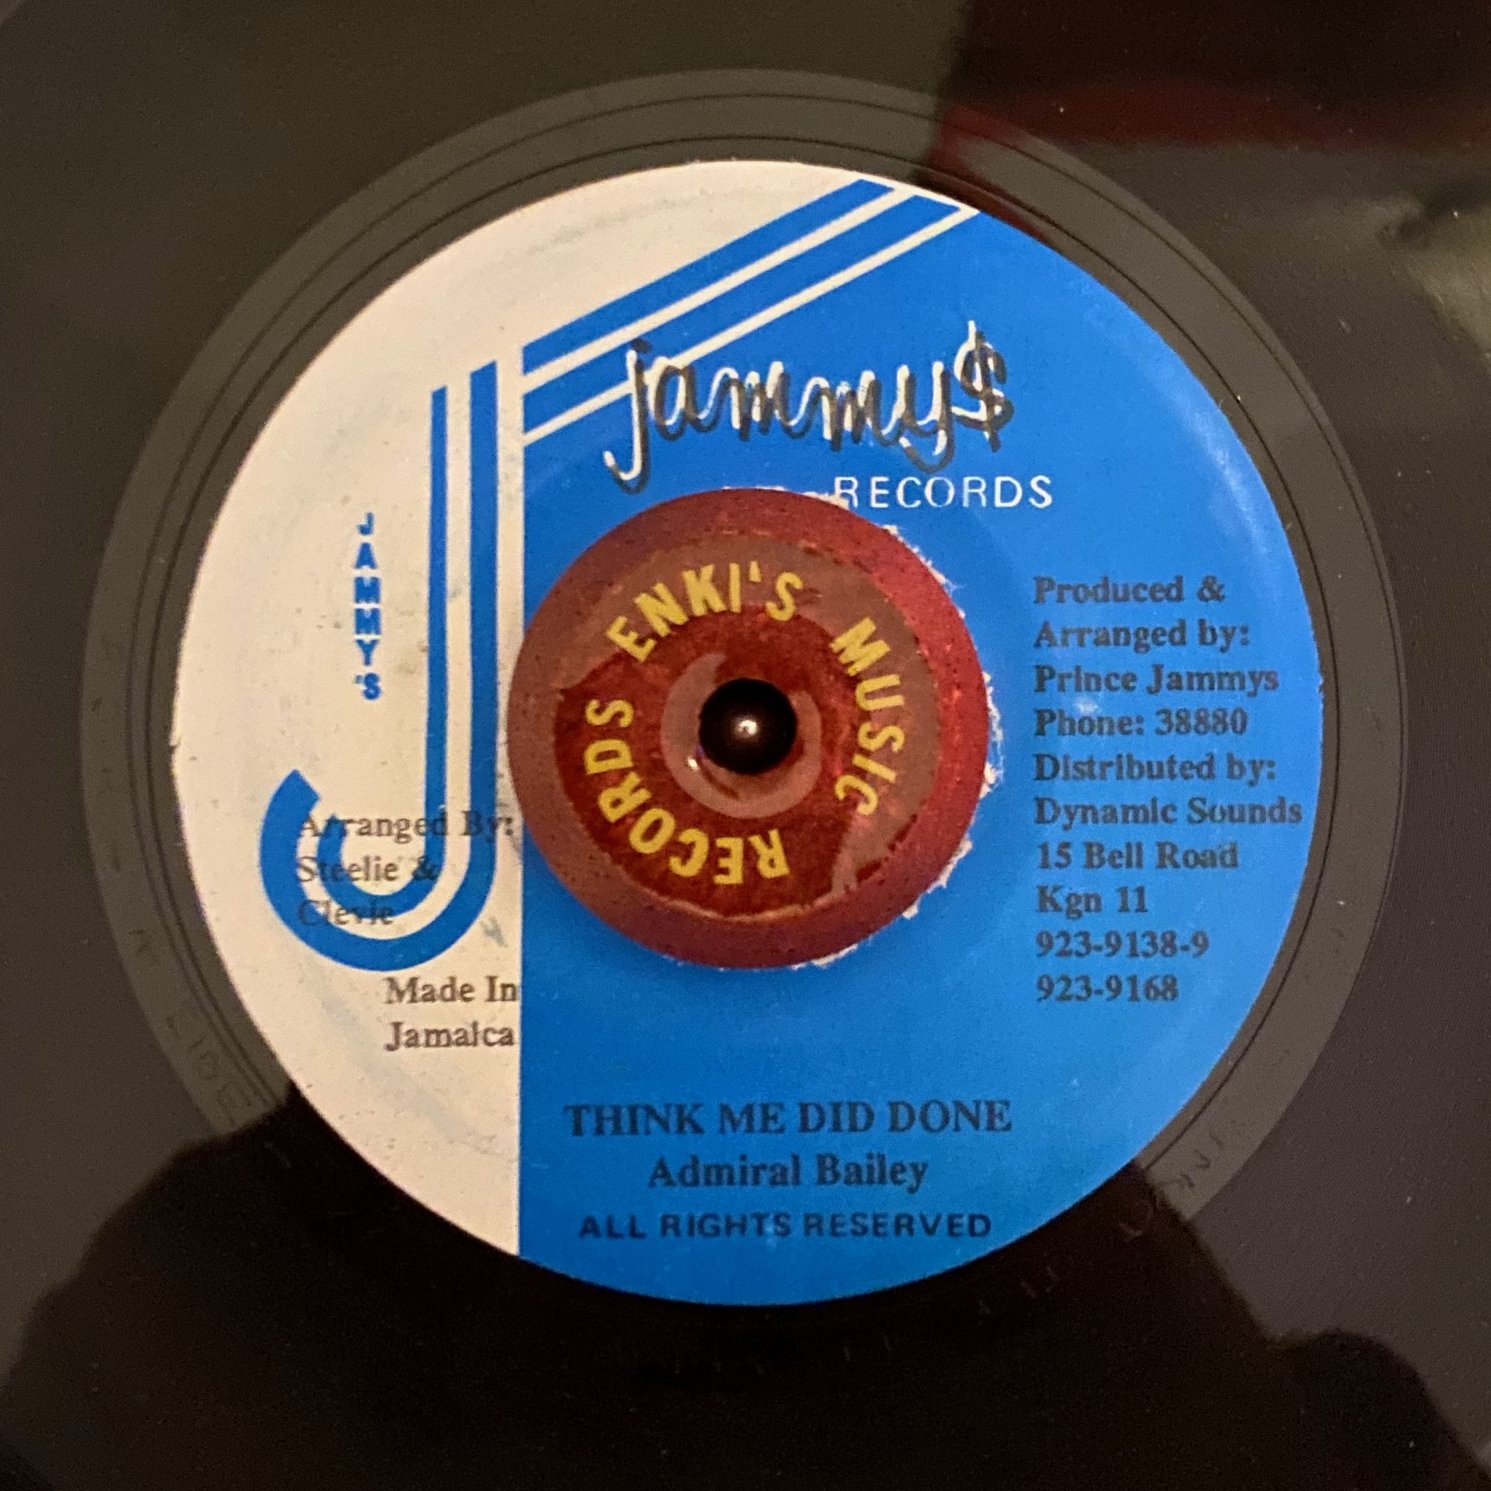 jammy$
RECORDS
JAMMY'S
ENKI'S MUSIC RECORDS
Produced &
Arranged by:
Prince Jammys
Phone: 38880
Distributed by:
Dynamic Sounds
15 Bell Road
Kgn 11
923-9138-9
923-9168
Arranged By:
Steelie &
Clevie
Made In
Jamaica
THINK ME DID DONE
Admiral Bailey
ALL RIGHTS RESERVED